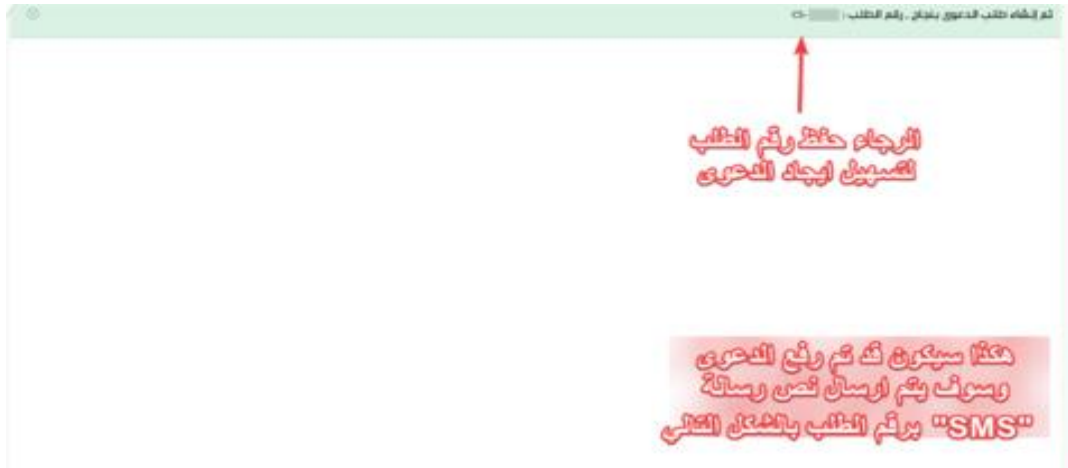 تم إنشاء طلب الدعوى بنجاح , رقم الطلب :
الرجاء حفظ رقم الطلب
لتسهيل ايجاد الدعوى
هكذا سيكون قد تم رفع الدعوى
وسوف يتم ارسال نص رسالة
"SMS" برقم الطلب بالشكل التالي